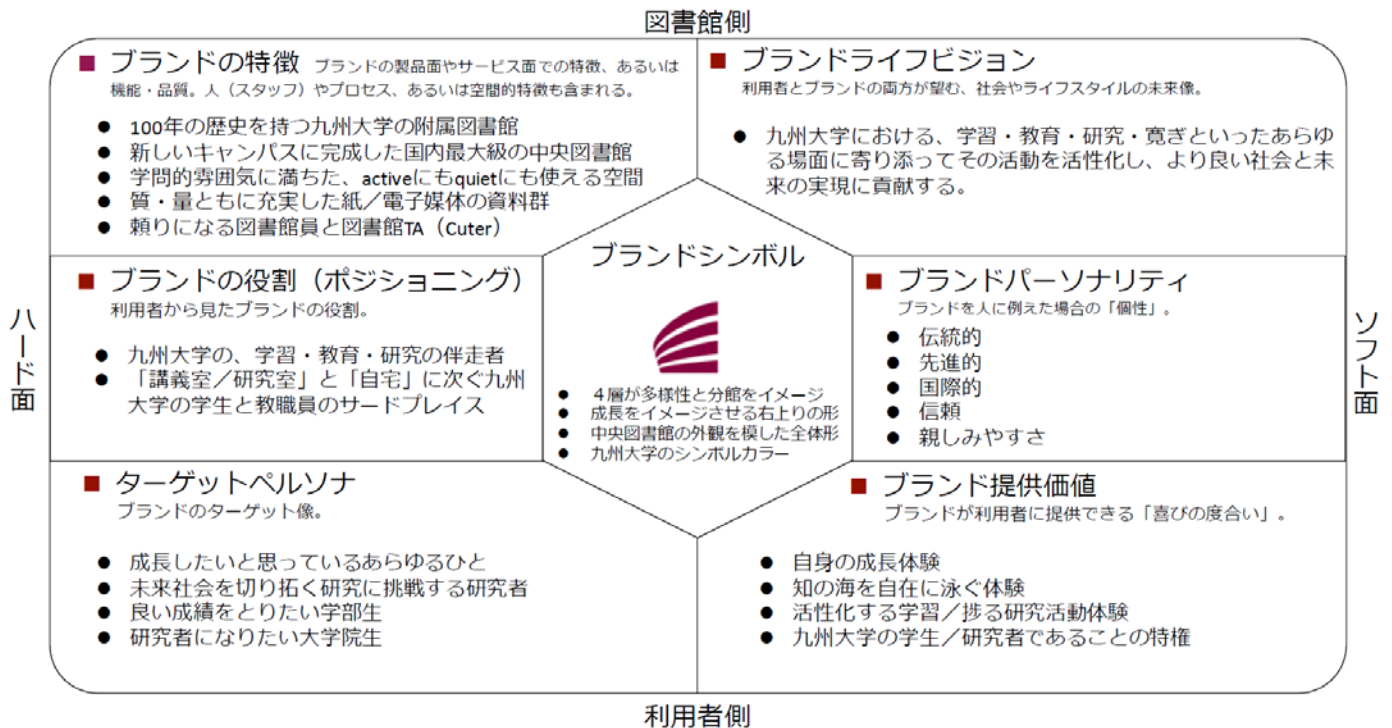 図書館側
■ ブランドの特徴 ブランドの製品面やサービス面での特徴、あるいは
機能・品質。人（スタッフ）やプロセス、あるいは空間的特徴も含まれる。
● 100年の歴史を持つ九州大学の附属図書館
● 新しいキャンパスに完成した国内最大級の中央図書館
● 学問的雰囲気に満ちた、activeにもquietにも使える空間
● 質・量ともに充実した紙／電子媒体の資料群
● 頼りになる図書館員と図書館TA（Cuter）
■ ブランドライフビジョン
利用者とブランドの両方が望む、社会やライフスタイルの未来像。
● 九州大学における、学習・教育・研究・寛ぎといったあらゆ
る場面に寄り添ってその活動を活性化し、より良い社会と未
来の実現に貢献する。
ハード面
■ ブランドの役割（ポジショニング）
利用者から見たブランドの役割。
● 九州大学の、学習・教育・研究の伴走者
● 「講義室／研究室」と「自宅」に次ぐ九州
大学の学生と教職員のサードプレイス
ブランドシンボル
● ４層が多様性と分館をイメージ
● 成長をイメージさせる右上りの形
● 中央図書館の外観を模した全体形
● 九州大学のシンボルカラー
■ ブランドパーソナリティ
ブランドを人に例えた場合の「個性」。
● 伝統的
● 先進的
● 国際的
● 信頼
● 親しみやすさ
ソフト面
■ ターゲットペルソナ
ブランドのターゲット像。
● 成長したいと思っているあらゆるひと
● 未来社会を切り拓く研究に挑戦する研究者
● 良い成績をとりたい学部生
● 研究者になりたい大学院生
■ ブランド提供価値
ブランドが利用者に提供できる「喜びの度合い」。
● 自身の成長体験
● 知の海を自在に泳ぐ体験
● 活性化する学習／捗る研究活動体験
● 九州大学の学生／研究者であることの特権
利用者側